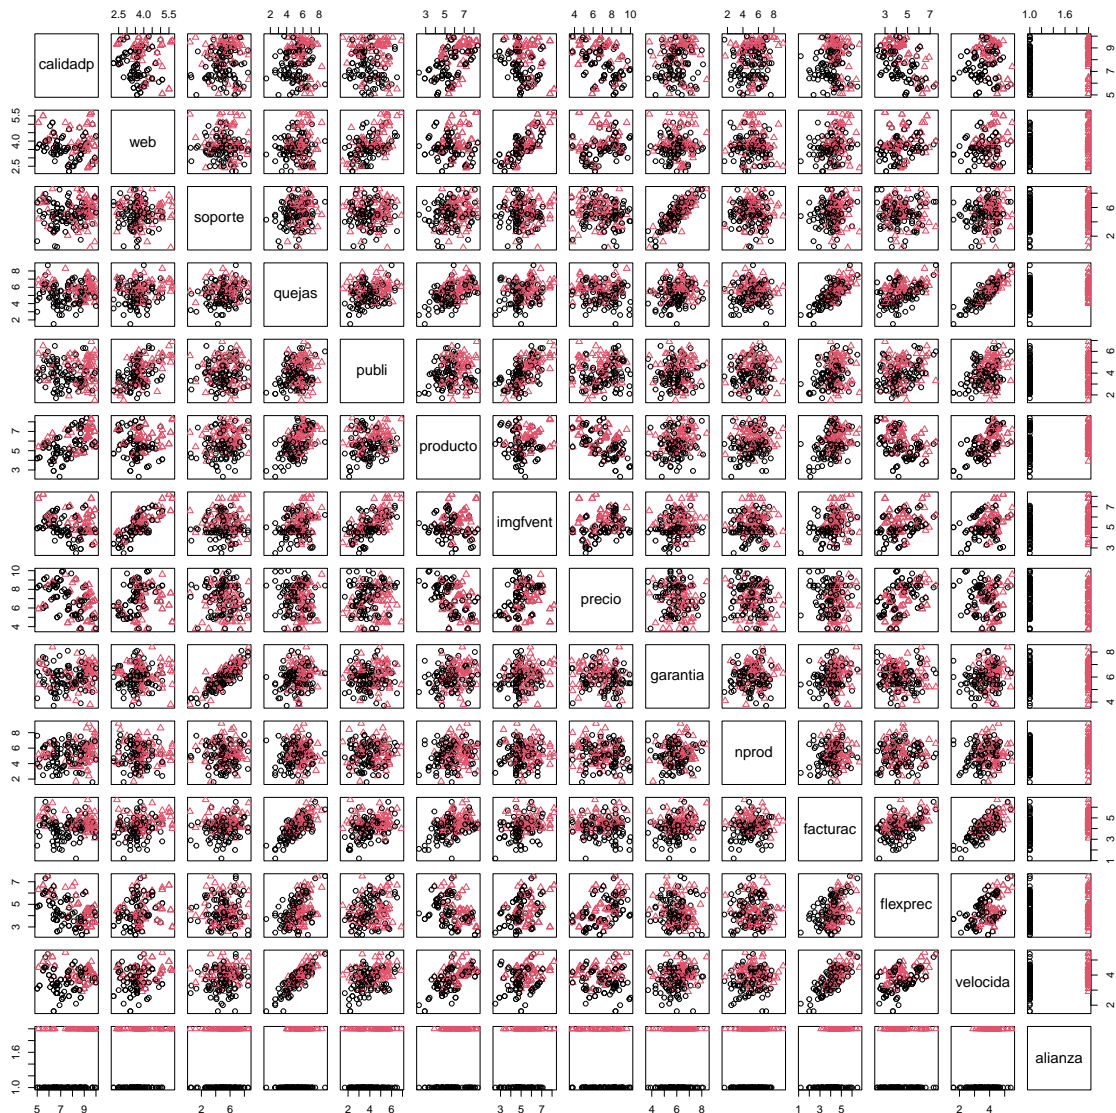 2.5 4.0 5.5 2 4 6 8 3 5 7 4 6 8 10 2 4 6 8 3 5 7 1.0 1.6
calidadp 5 7 9
2.5 4.0 5.5 web
soporte 2 6
2 4 6 8 quejas
publi 2 4 6
3 5 7 producto
imgfvent 3 5 7
4 6 8 10 precio
garantia 4 6 8
2 4 6 8 nprod
facturac 1 3 5
3 5 7 flexprec
velocida 2 4
1.0 1.6 alianza
5 7 9 2 6 2 4 6 3 5 7 4 6 8 1 3 5 2 4